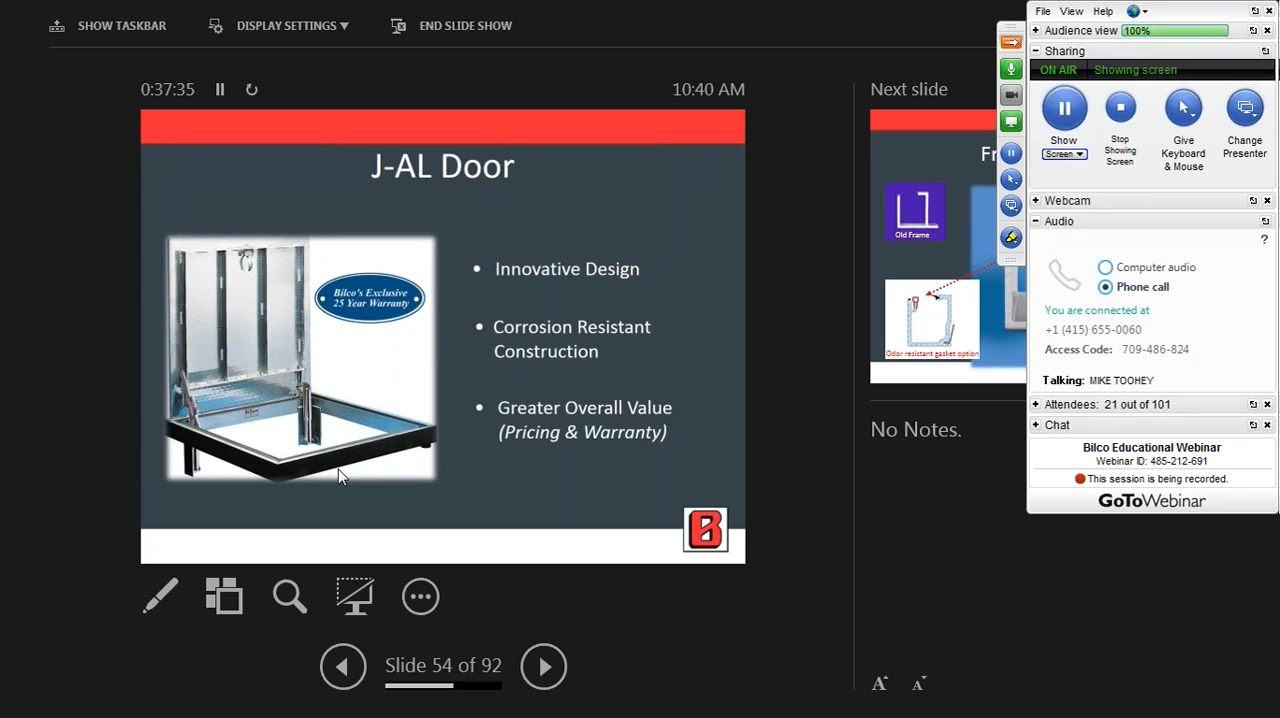 SHOW TASKBAR
DISPLAY SETTINGS ▼
END SLIDE SHOW
0:37:35
10:40 AM
J-AL Door
Bilco's Exclusive
25 Year Warranty
• Innovative Design
• Corrosion Resistant
Construction
• Greater Overall Value
(Pricing & Warranty)
B
Slide 54 of 92
Next slide
Fr
Old Frame
Odor resistant gasket option
No Notes.
A
A
File View Help
Audience view 100%
Sharing
ON AIR Showing screen
Show
Screen
Stop
Showing
Screen
Give
Keyboard
& Mouse
Change
Presenter
Webcam
Audio
?
Computer audio
Phone call
You are connected at
+1 (415) 655-0060
Access Code: 709-486-824
Talking: MIKE TOOHEY
Attendees: 21 out of 101
Chat
Bilco Educational Webinar
Webinar ID: 485-212-691
This session is being recorded.
GoToWebinar